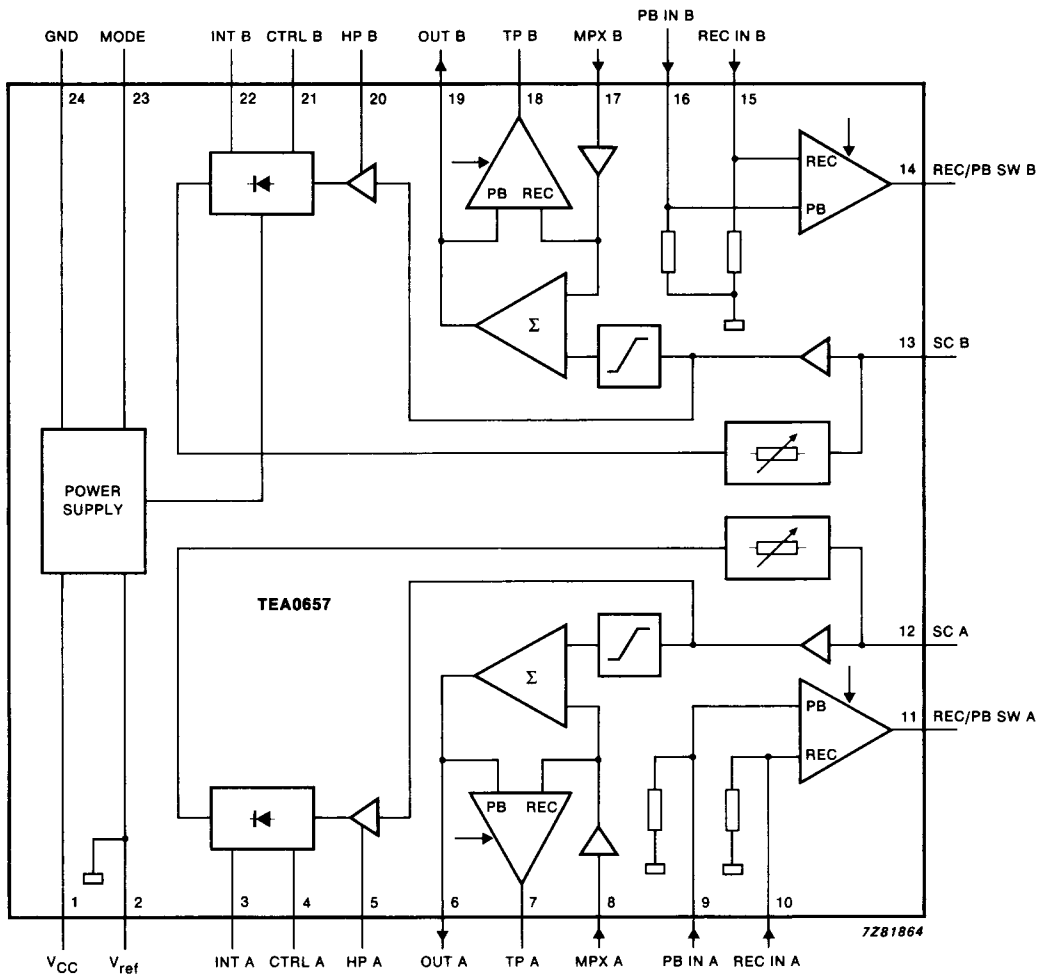 PB IN B
GND MODE INT B CTRL B HP B OUT B TP B MPX B REC IN B
24 23 22 21 20 19 18 17 16 15
REC
14 REC/PB SW B
PB REC
PB
Σ
13 SC B
POWER
SUPPLY
TEA0657
12 SC A
Σ
PB
11 REC/PB SW A
REC
PB REC
1 2 3 4 5 6 7 8 9 10
7Z81864
VCC Vref INT A CTRL A HP A OUT A TP A MPX A PB IN A REC IN A